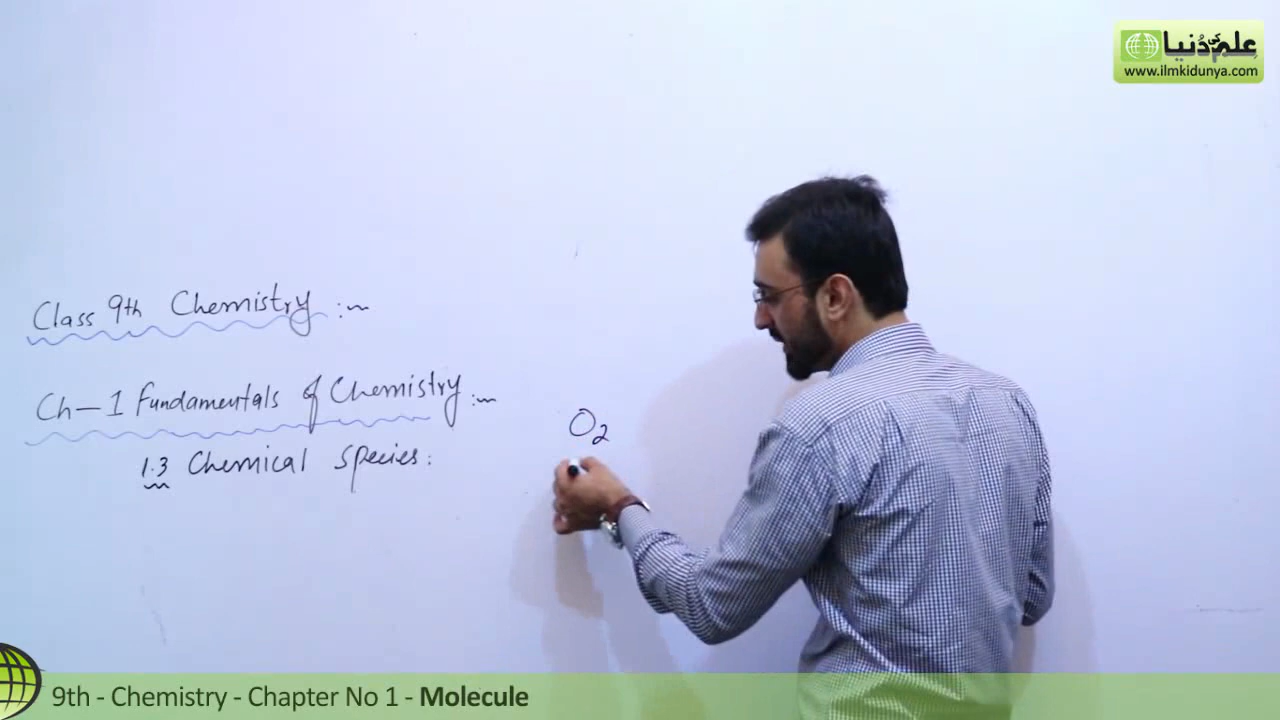 علم کی دُنیا
www.ilmkidunya.com
Class 9th Chemistry :~
Ch-1 Fundamentals of Chemistry :~
1.3 Chemical Species:
O2
9th - Chemistry - Chapter No 1 - Molecule